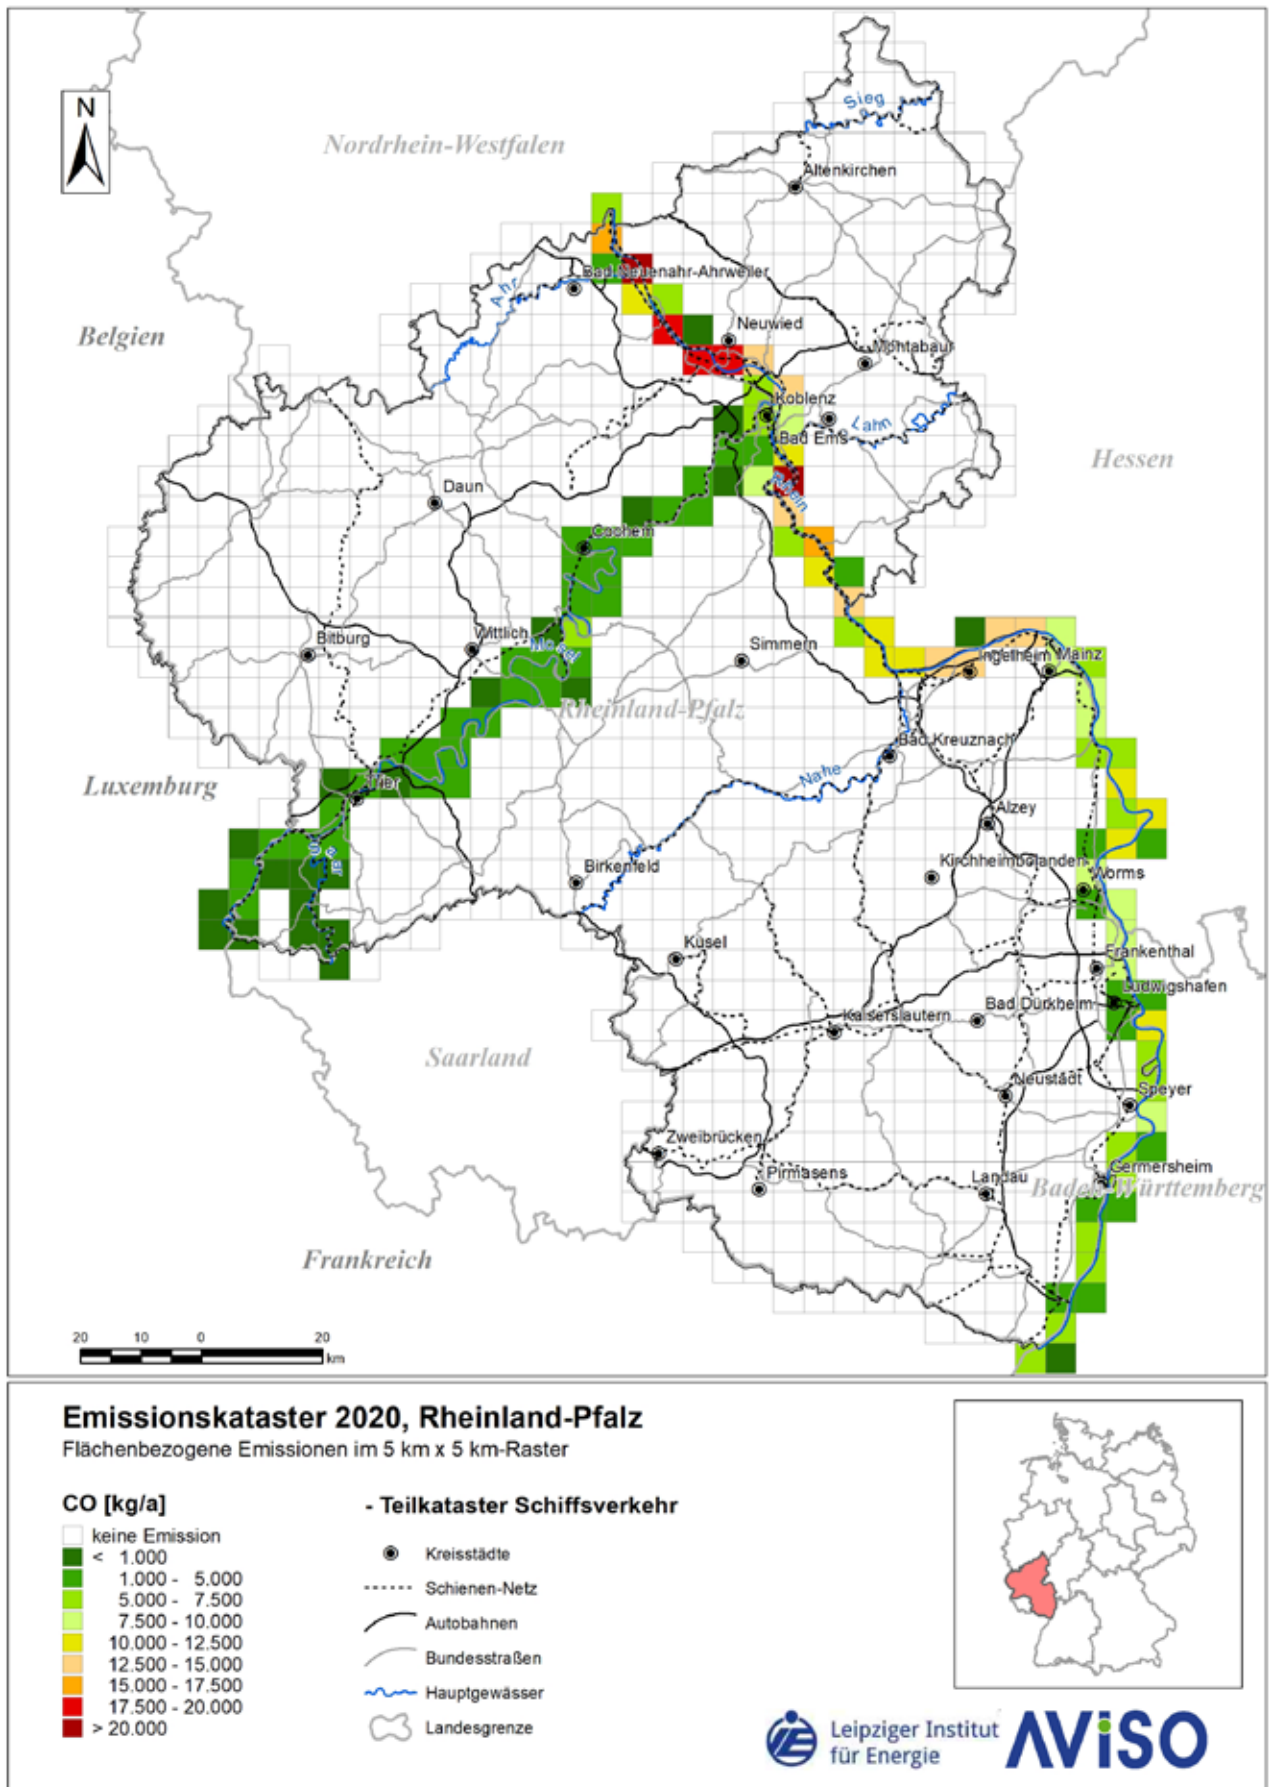 N
Nordrhein-Westfalen
Sieg
Altenkirchen
Bad Neuenahr-Ahrweiler
Ahr
Belgien
Neuwied
Montabaur
Koblenz
Lahn
Bad Ems
Hessen
Rhein
Daun
Cochem
Bitburg
Wittlich
Mosel
Simmern
Ingelheim
Mainz
Rheinland-Pfalz
Bad Kreuznach
Luxemburg
Trier
Nahe
Alzey
Saar
Birkenfeld
Kirchheimbolanden
Worms
Kusel
Frankenthal
Ludwigshafen
Bad Dürkheim
Kaiserslautern
Saarland
Neustadt
Speyer
Zweibrücken
Pirmasens
Landau
Germersheim
Baden-Württemberg
Frankreich
20 10 0 20
km
Emissionskataster 2020, Rheinland-Pfalz
Flächenbezogene Emissionen im 5 km x 5 km-Raster
CO [kg/a]
keine Emission
< 1.000
1.000 - 5.000
5.000 - 7.500
7.500 - 10.000
10.000 - 12.500
12.500 - 15.000
15.000 - 17.500
17.500 - 20.000
> 20.000
- Teilkataster Schiffsverkehr
Kreisstädte
Schienen-Netz
Autobahnen
Bundesstraßen
Hauptgewässer
Landesgrenze
Leipziger Institut
für Energie
AViSO